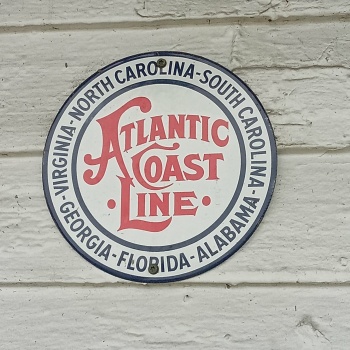 VIRGINIA-NORTH CAROLINA-SOUTH CAROLINA-
GEORGIA-FLORIDA-ALABAMA-
ATLANTIC
COAST
·LINE·